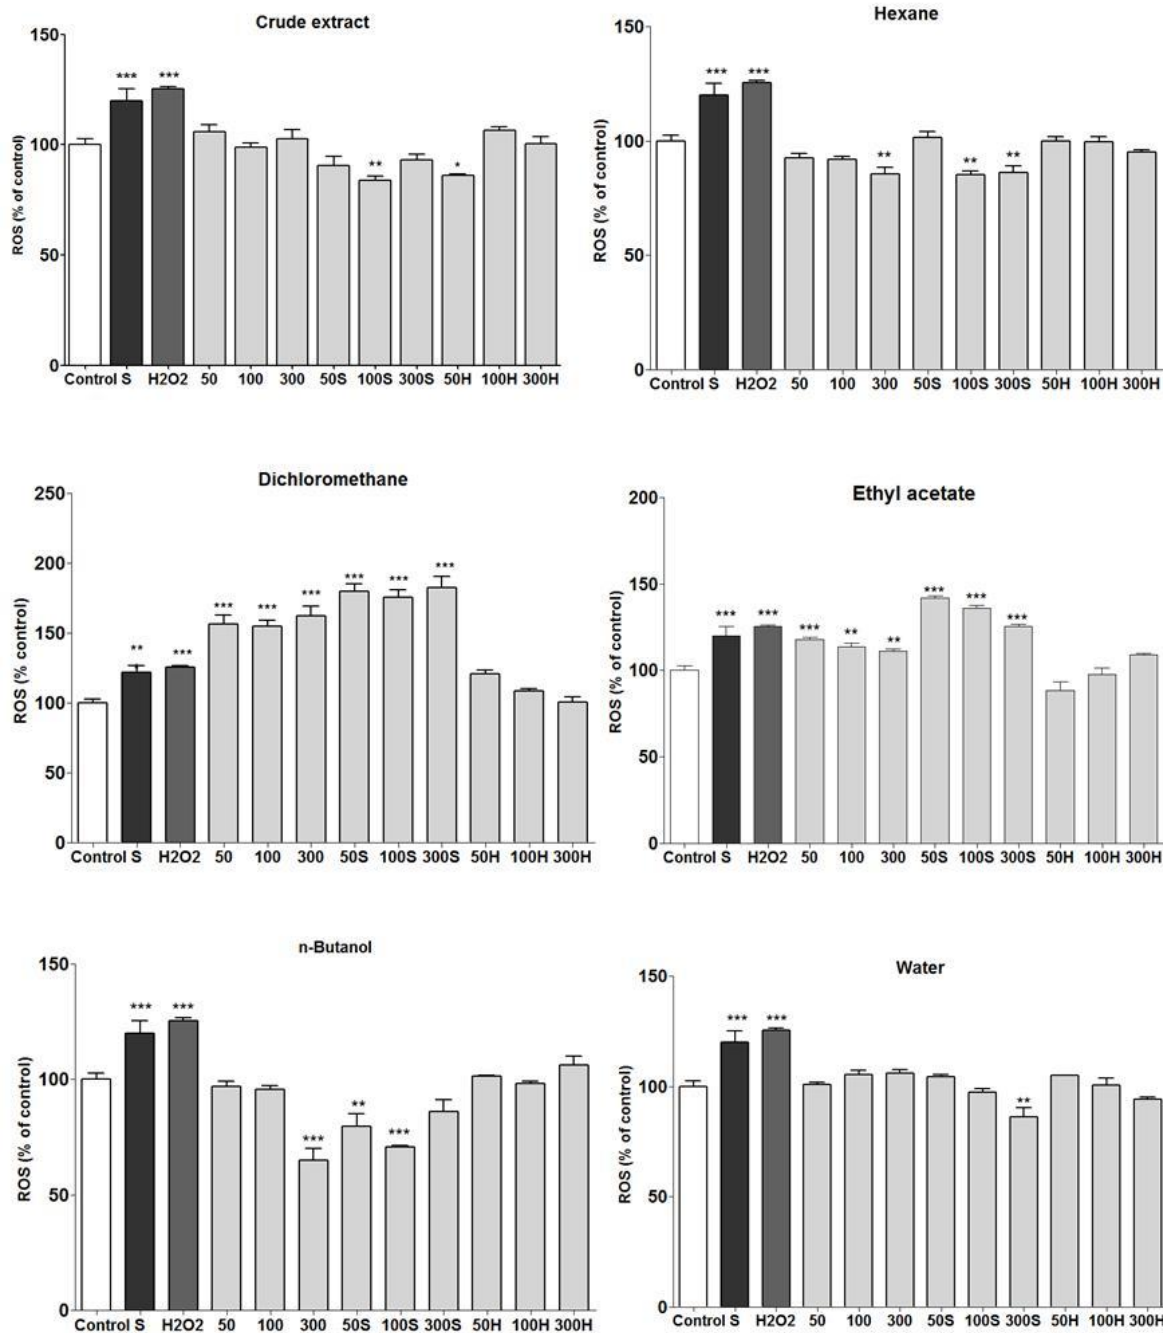 Crude extract
ROS (% of control)
150
*** ***
100
** *
50
0
Control S H2O2 50 100 300 50S 100S 300S 50H 100H 300H
Hexane
ROS (% of control)
150
*** ***
100
** ** **
50
0
Control S H2O2 50 100 300 50S 100S 300S 50H 100H 300H
Dichloromethane
ROS (% control)
250
200
*** *** *** *** *** ***
150
** ***
100
50
0
Control S H2O2 50 100 300 50S 100S 300S 50H 100H 300H
Ethyl acetate
ROS (% of control)
200
150
*** *** *** ** ** *** *** ***
100
50
0
Control S H2O2 50 100 300 50S 100S 300S 50H 100H 300H
n-Butanol
ROS (% of control)
150
*** ***
100
*** ** ***
50
0
Control S H2O2 50 100 300 50S 100S 300S 50H 100H 300H
Water
ROS (% of control)
150
*** ***
100
**
50
0
Control S H2O2 50 100 300 50S 100S 300S 50H 100H 300H